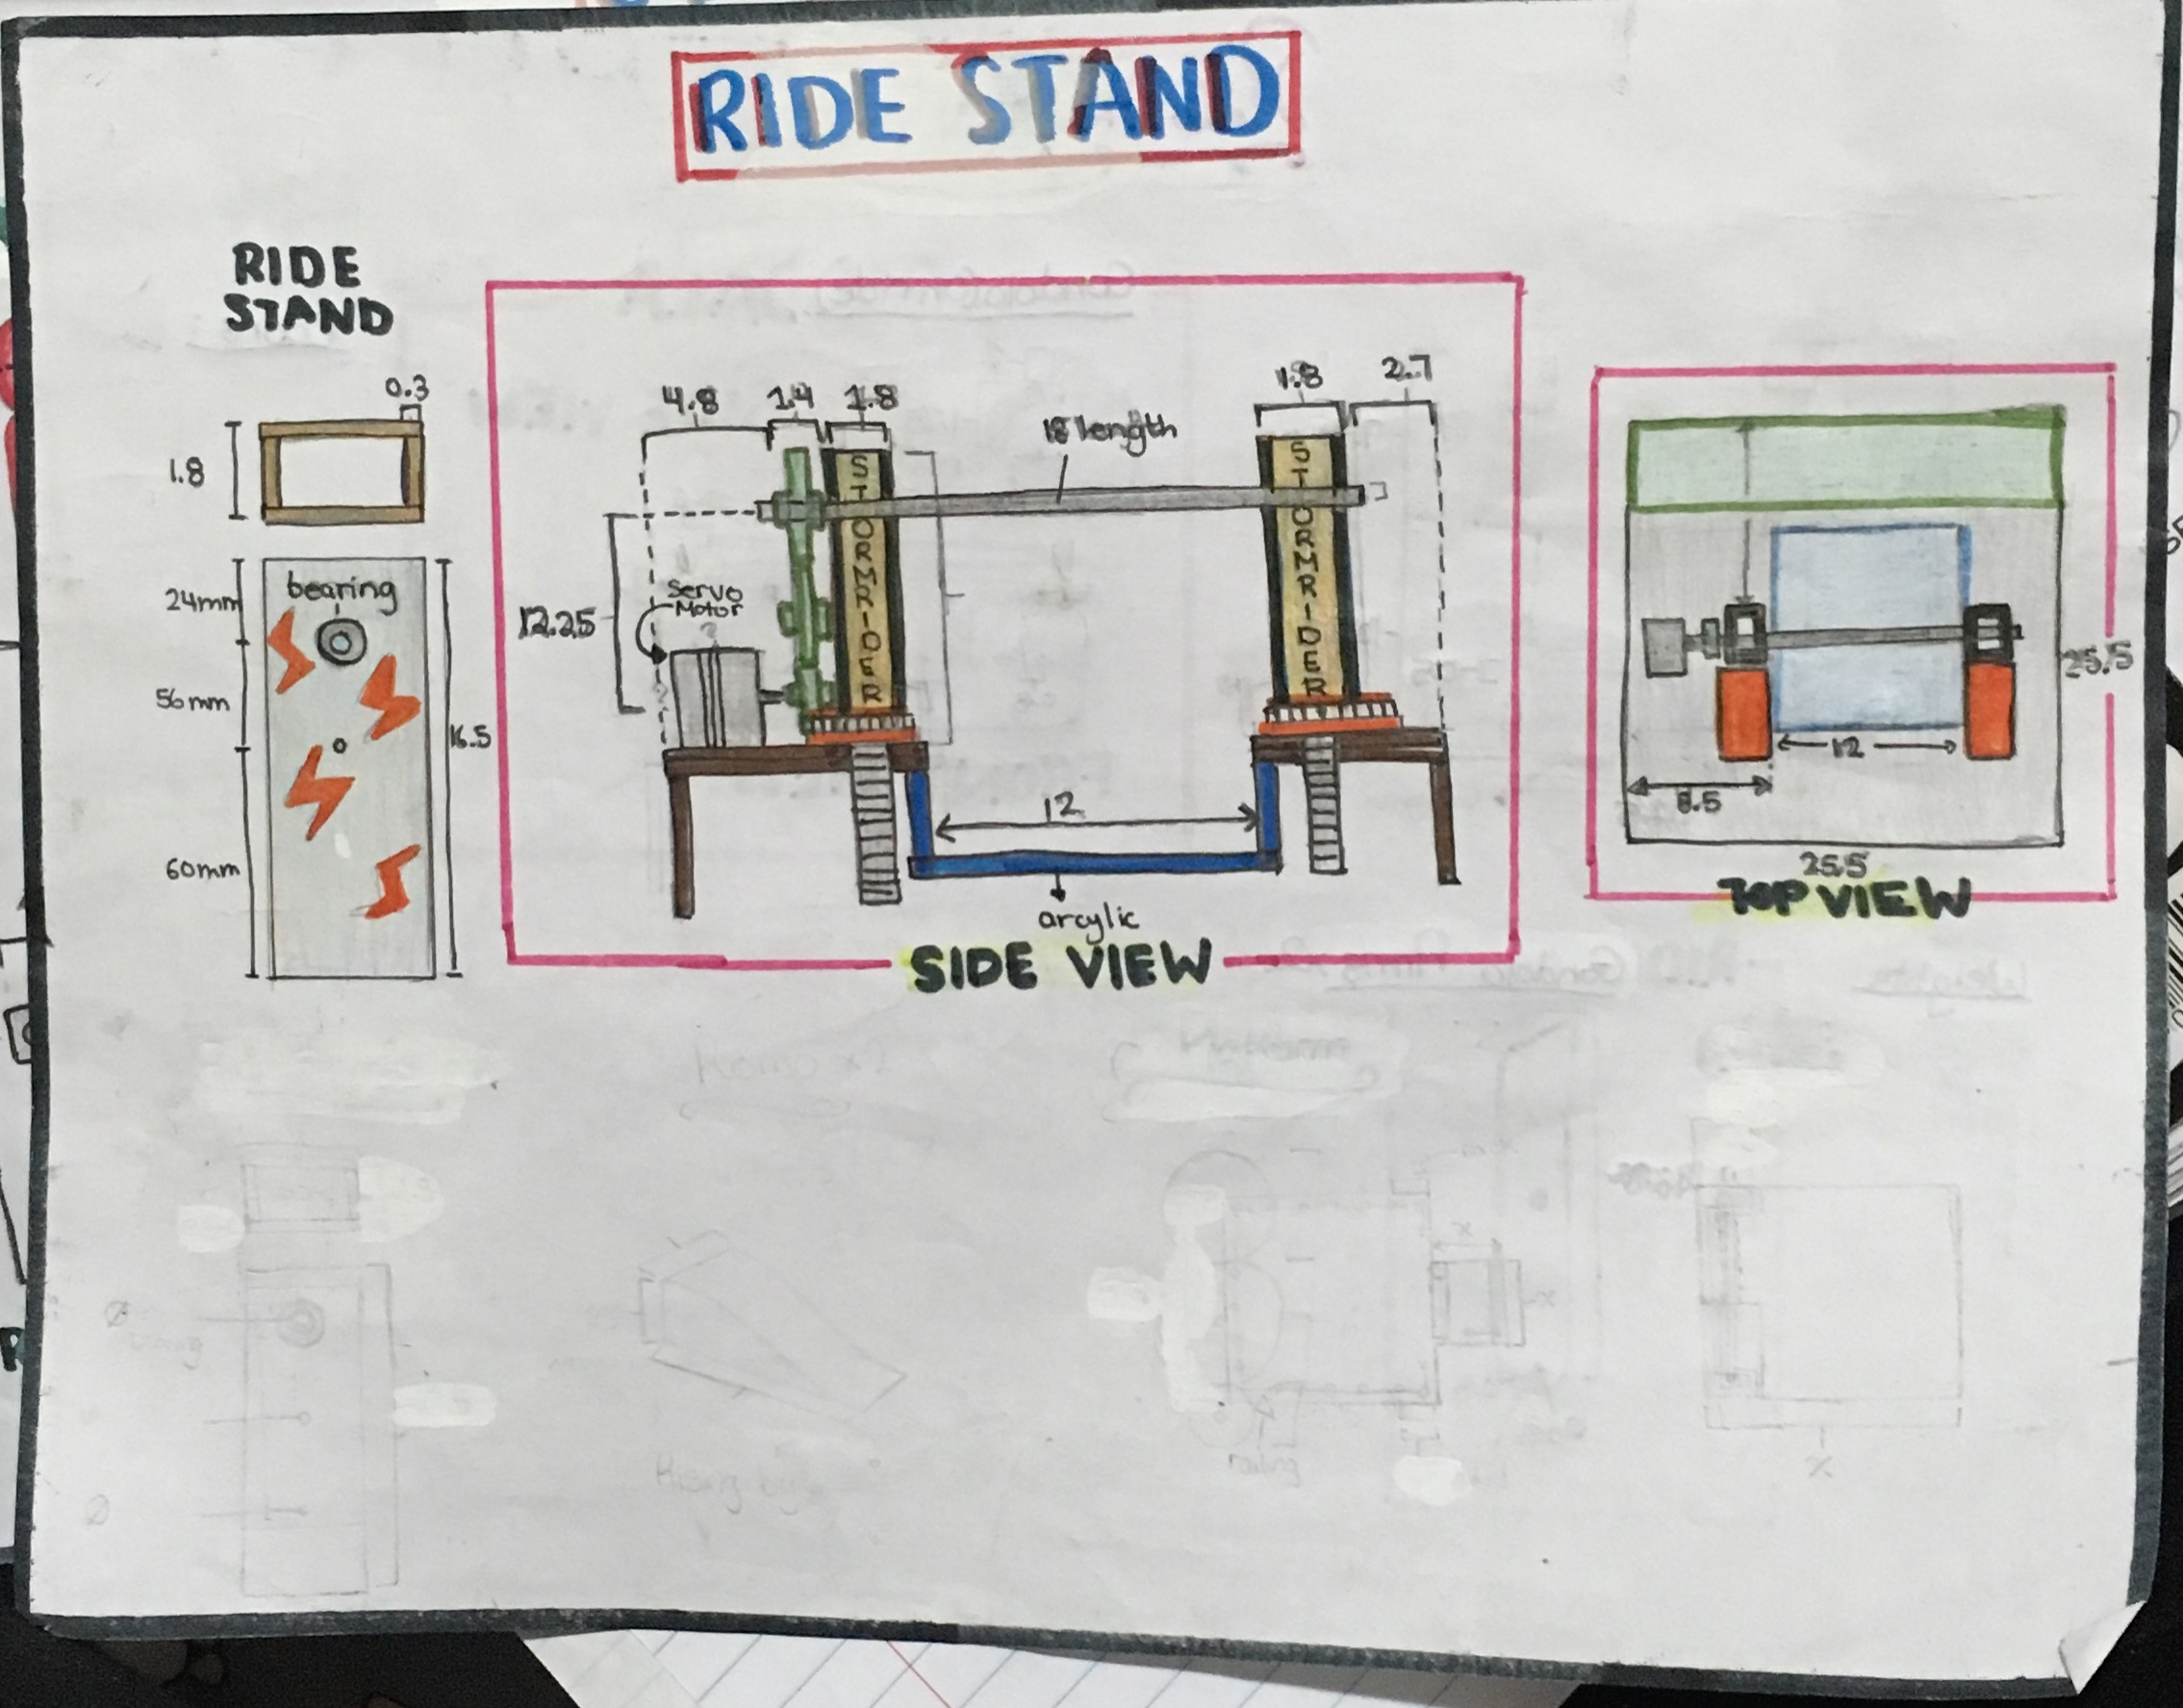 RIDE STAND
RIDE
STAND
0.3
1.8
24mm
bearing
56mm
60mm
16.5
4.8
1.4
1.8
18 length
1.8
2.7
12.25
Servo
Motor
STORMRIDER
STORMRIDER
12
arcylic
SIDE VIEW
12
8.5
25.5
25.5
TOP VIEW